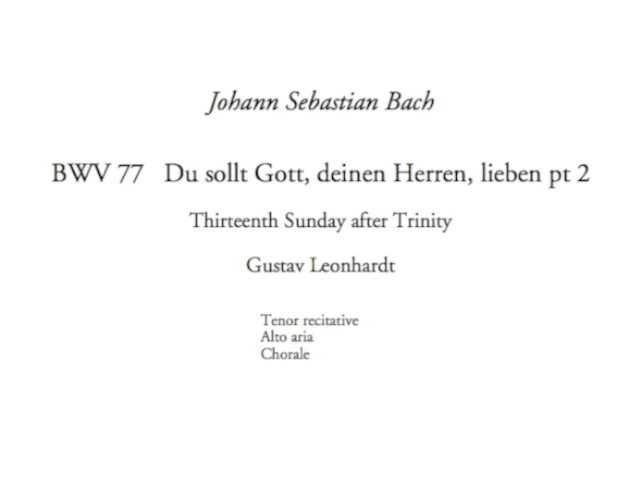 Johann Sebastian Bach
BWV 77 Du sollt Gott, deinen Herren, lieben pt 2
Thirteenth Sunday after Trinity
Gustav Leonhardt
Tenor recitative
Alto aria
Chorale